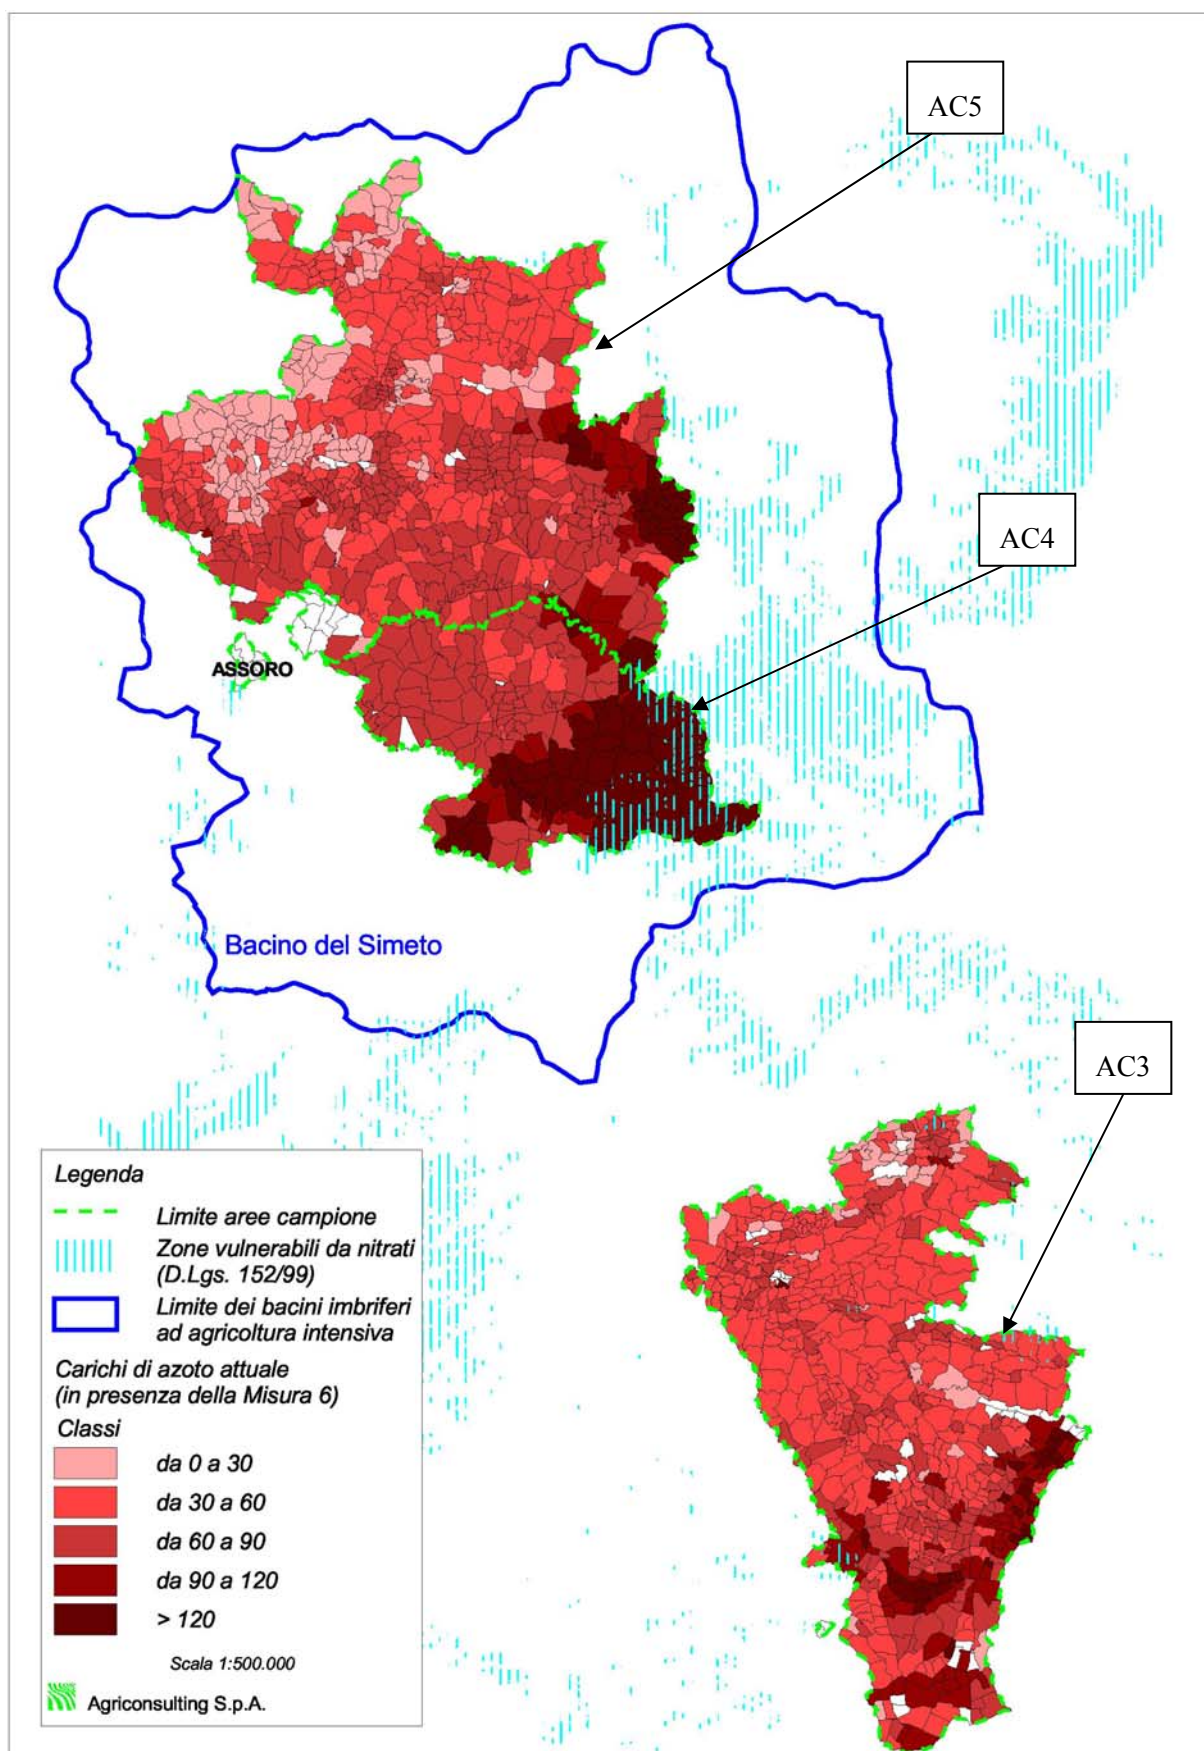 AC5
AC4
ASSORO
Bacino del Simeto
AC3
Legenda
Limite aree campione
Zone vulnerabili da nitrati
(D.Lgs. 152/99)
Limite dei bacini imbriferi
ad agricoltura intensiva
Carichi di azoto attuale
(in presenza della Misura 6)
Classi
da 0 a 30
da 30 a 60
da 60 a 90
da 90 a 120
> 120
Scala 1:500.000
Agriconsulting S.p.A.